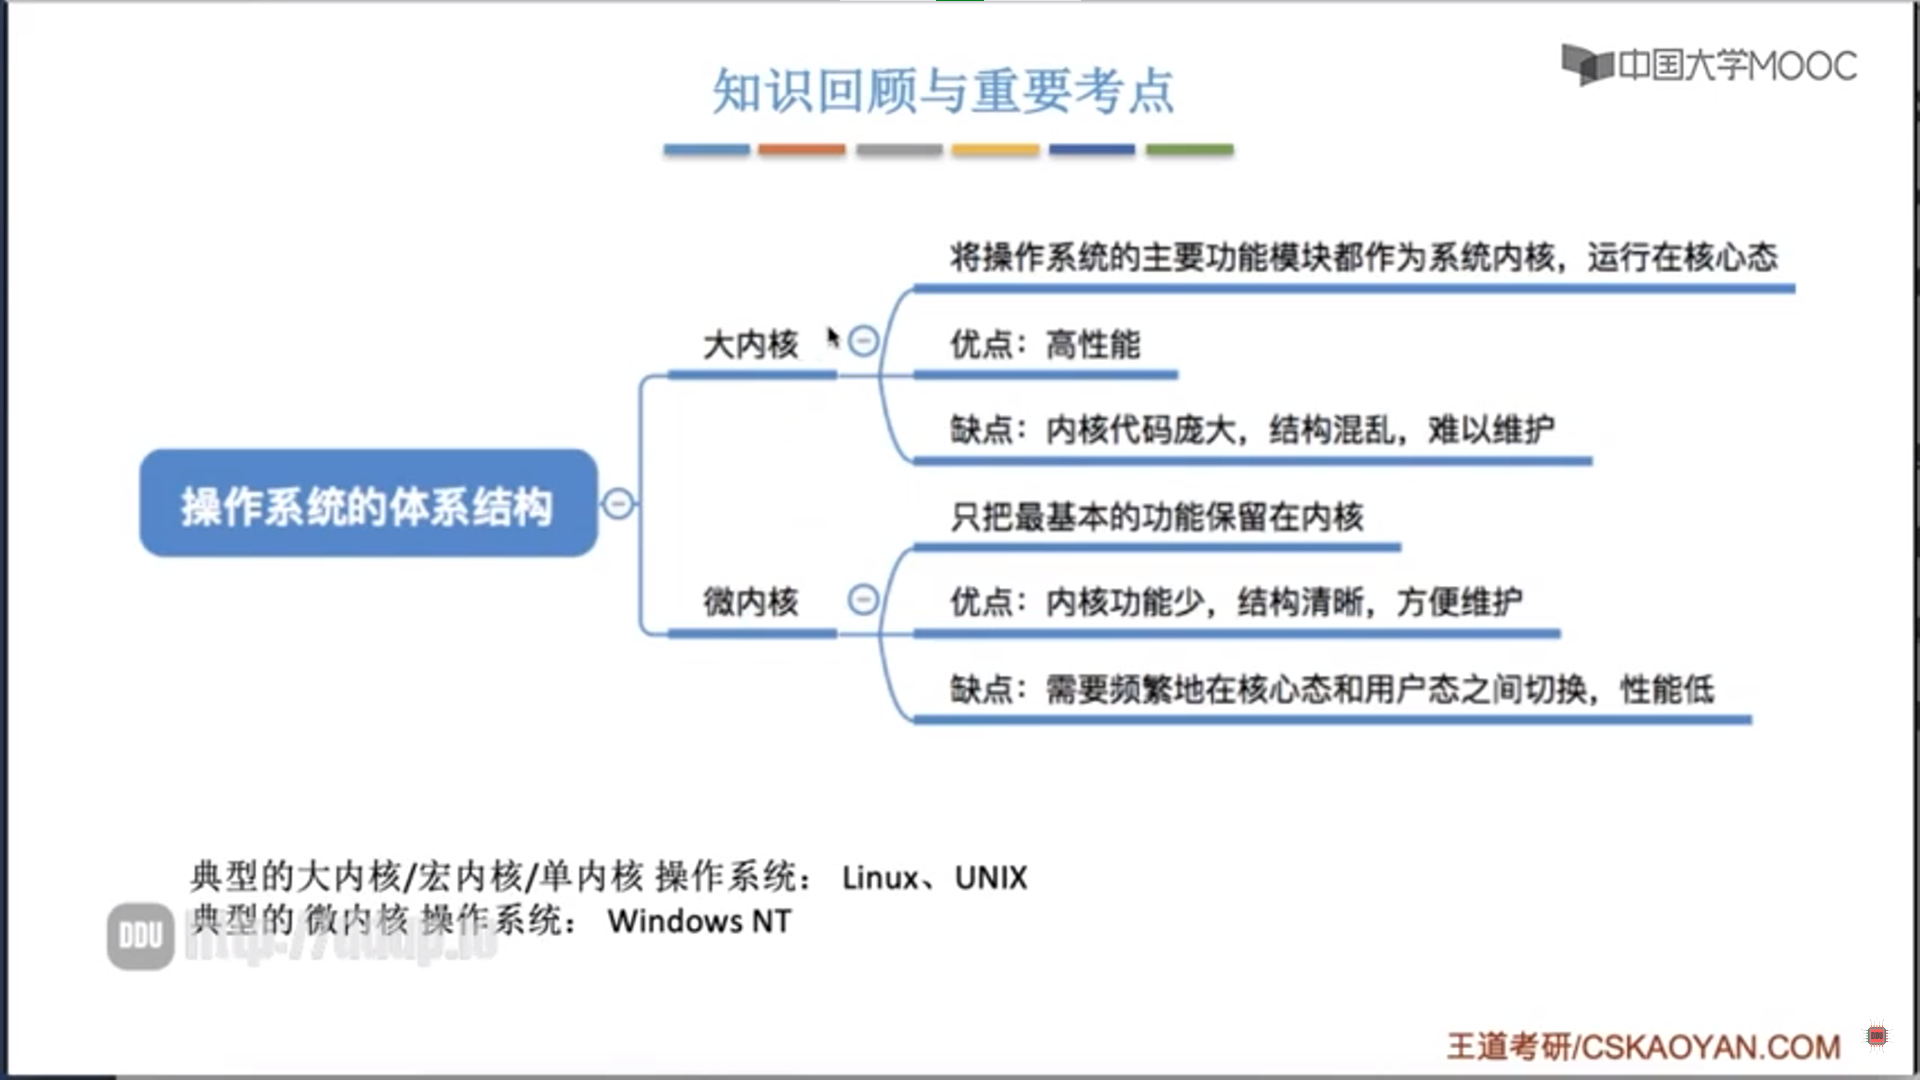 中国大学MOOC
知识回顾与重要考点
将操作系统的主要功能模块都作为系统内核，运行在核心态
大内核
优点：高性能
缺点：内核代码庞大，结构混乱，难以维护
操作系统的体系结构
只把最基本的功能保留在内核
微内核
优点：内核功能少，结构清晰，方便维护
缺点：需要频繁地在核心态和用户态之间切换，性能低
典型的大内核/宏内核/单内核 操作系统： Linux、UNIX
典型的 微内核 操作系统： Windows NT
DDU
王道考研/CSKAOYAN.COM